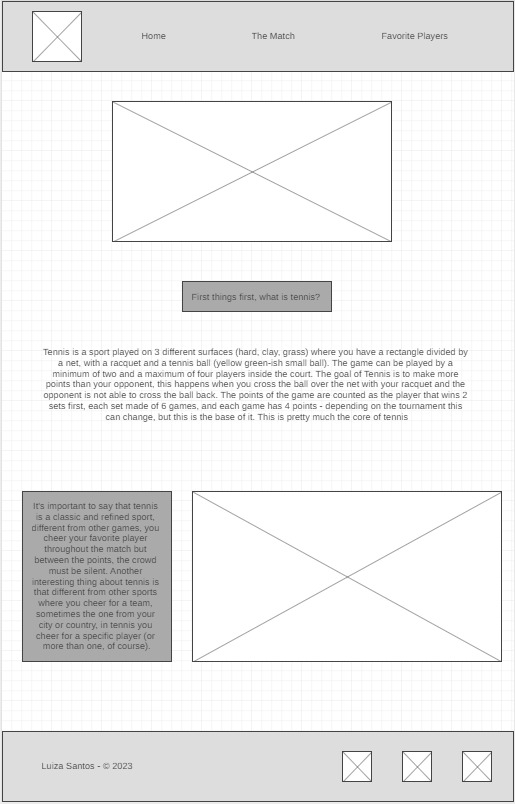 Home
The Match
Favorite Players
First things first, what is tennis?
Tennis is a sport played on 3 different surfaces (hard, clay, grass) where you have a rectangle divided by
a net, with a racquet and a tennis ball (yellow green-ish small ball). The game can be played by a
minimum of two and a maximum of four players inside the court. The goal of Tennis is to make more
points than your opponent, this happens when you cross the ball over the net with your racquet and the
opponent is not able to cross the ball back. The points of the game are counted as the player that wins 2
sets first, each set made of 6 games, and each game has 4 points - depending on the tournament this
can change, but this is the base of it. This is pretty much the core of tennis
It's important to say that tennis
is a classic and refined sport,
different from other games, you
cheer your favorite player
throughout the match but
between the points, the crowd
must be silent. Another
interesting thing about tennis is
that different from other sports
where you cheer for a team,
sometimes the one from your
city or country, in tennis you
cheer for a specific player (or
more than one, of course).
Luiza Santos - © 2023